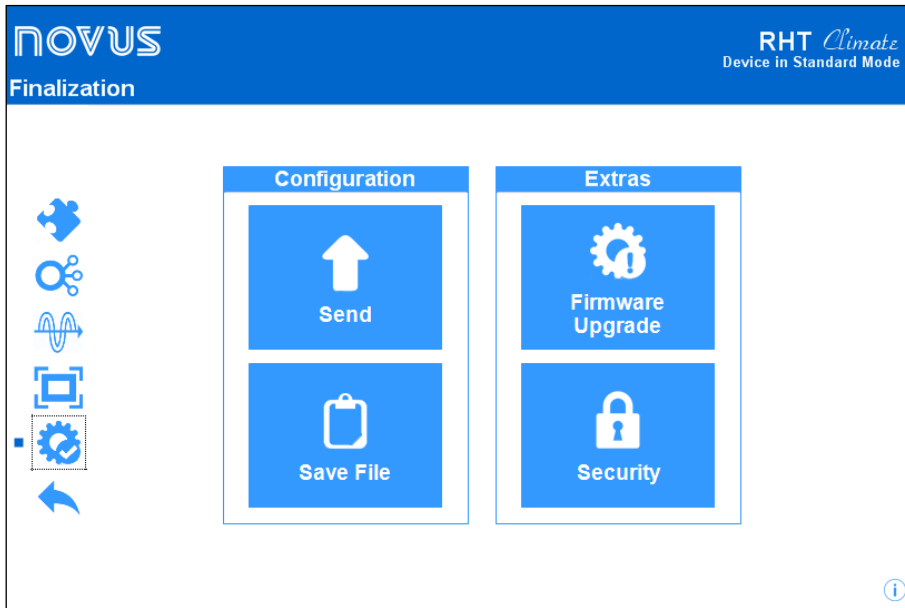 NOVUS
RHT Climate
Device in Standard Mode
Finalization
Configuration
Send
Save File
Extras
Firmware
Upgrade
Security
i